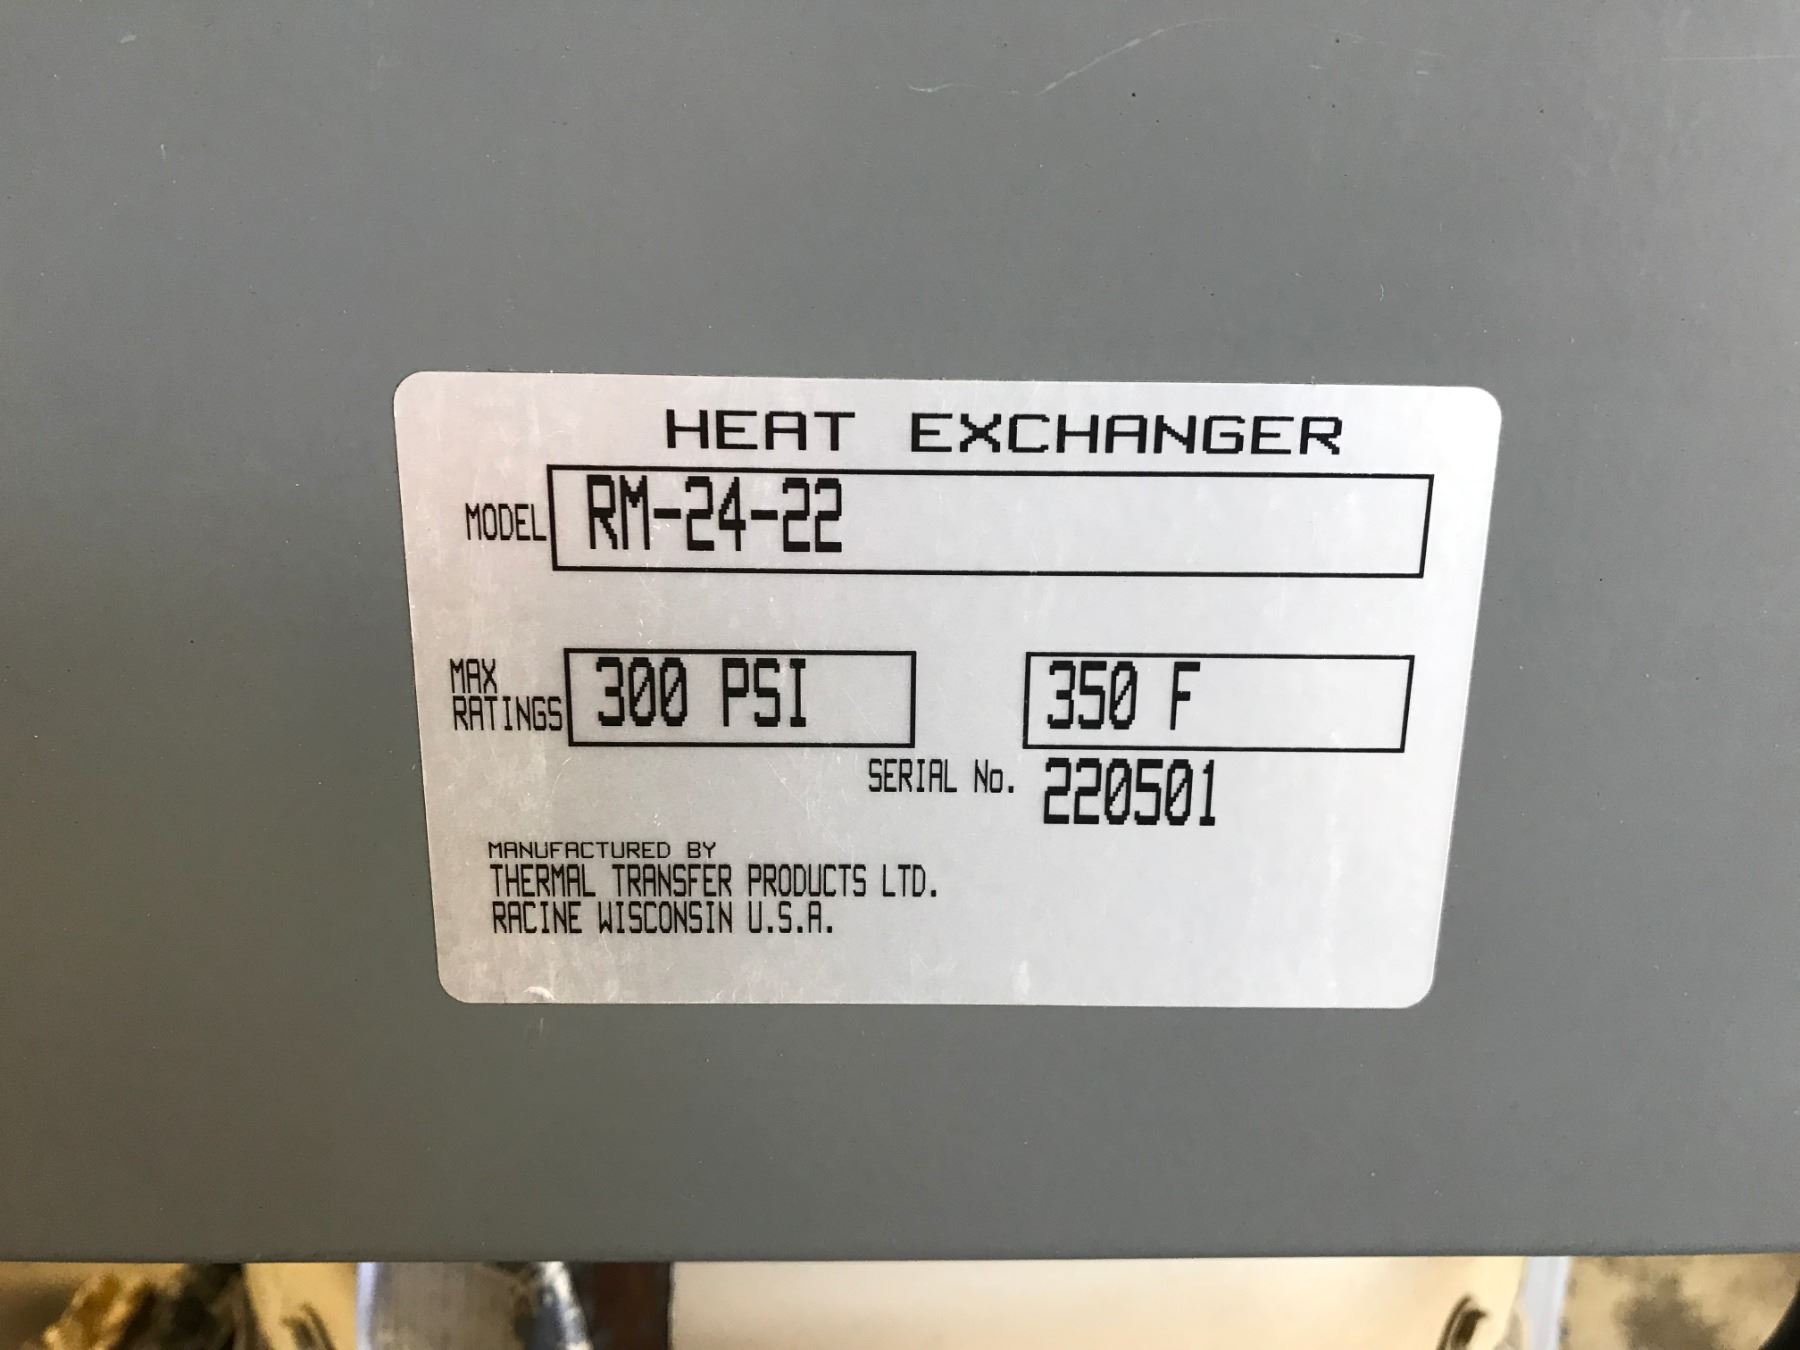 HEAT EXCHANGER
MODEL RM-24-22
MAX RATINGS 300 PSI 350 F
SERIAL No. 220501
MANUFACTURED BY
THERMAL TRANSFER PRODUCTS LTD.
RACINE WISCONSIN U.S.A.